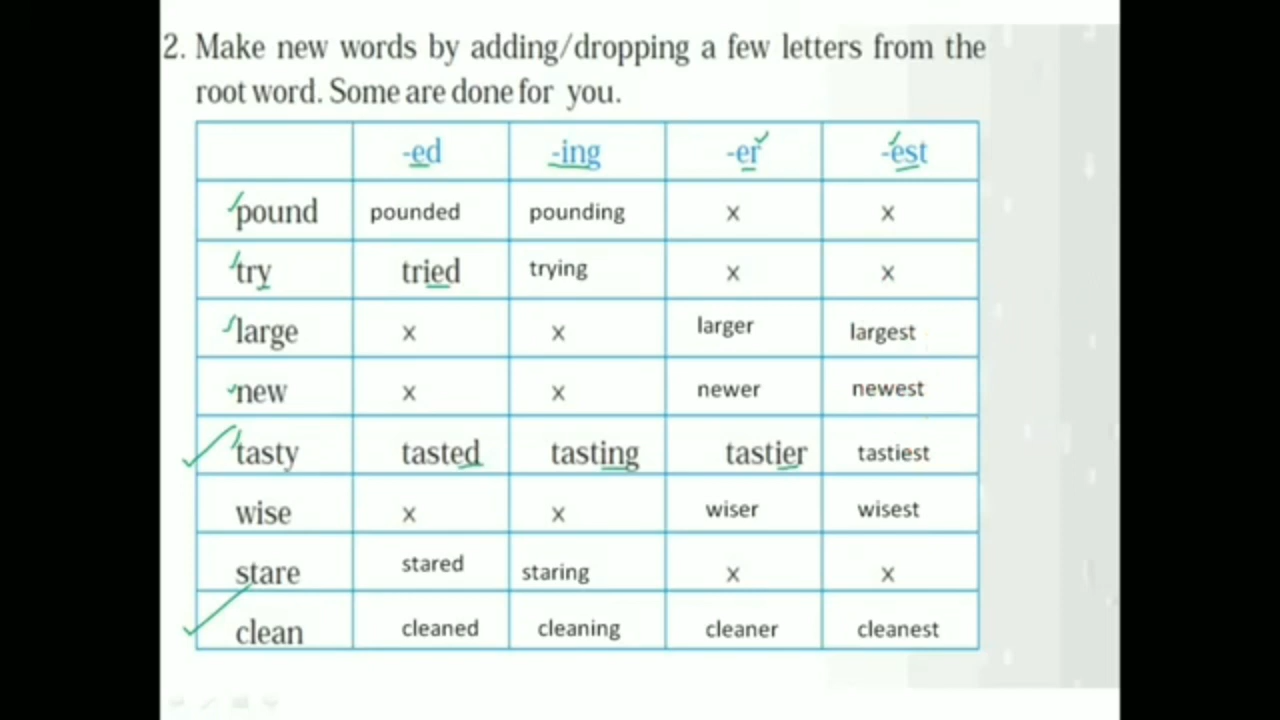 2. Make new words by adding/dropping a few letters from the
root word. Some are done for you.
-ed -ing -er -est
pound pounded pounding x x
try tried trying x x
large x x larger largest
new x x newer newest
tasty tasted tasting tastier tastiest
wise x x wiser wisest
stare stared staring x x
clean cleaned cleaning cleaner cleanest